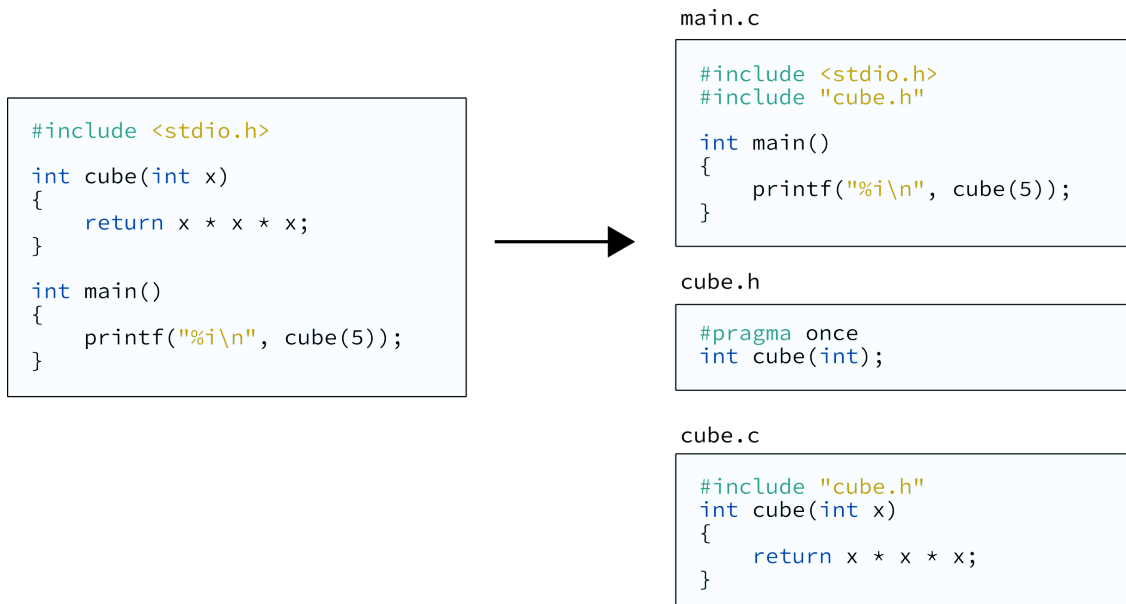 #include <stdio.h>
int cube(int x)
{
    return x * x * x;
}
int main()
{
    printf("%i\n", cube(5));
}
main.c
#include <stdio.h>
#include "cube.h"
int main()
{
    printf("%i\n", cube(5));
}
cube.h
#pragma once
int cube(int);
cube.c
#include "cube.h"
int cube(int x)
{
    return x * x * x;
}